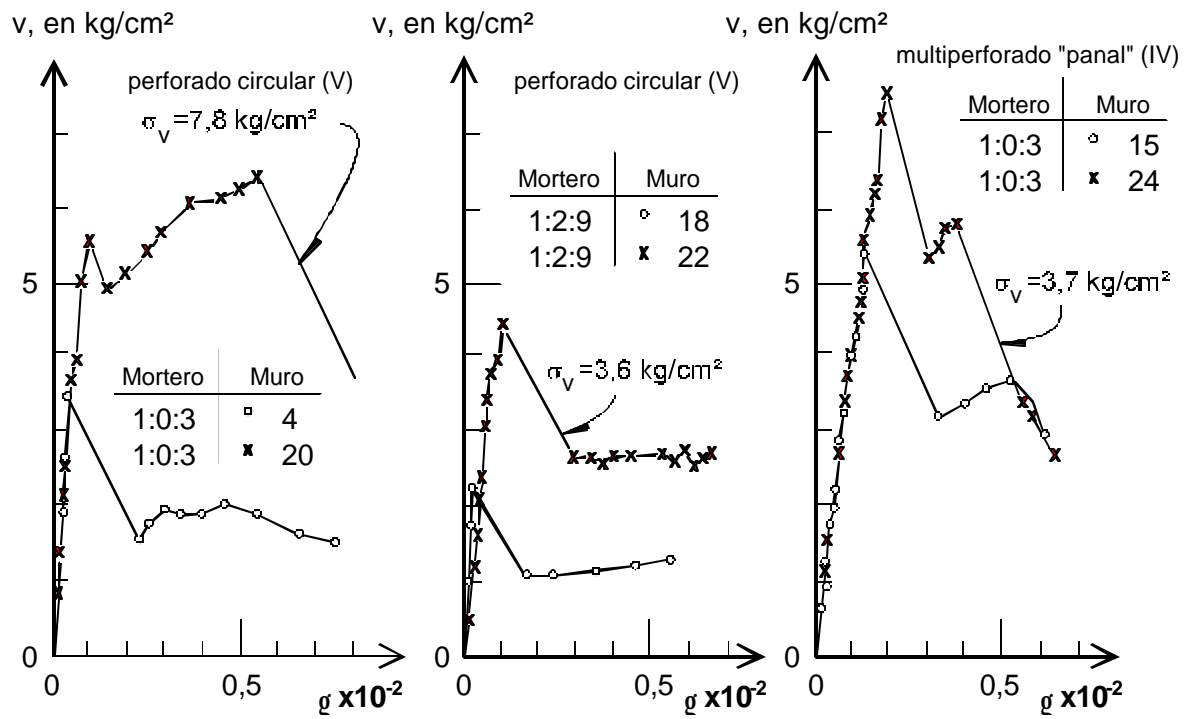 v, en kg/cm²
perforado circular (V)
σv=7,8 kg/cm²
5
Mortero Muro
1:0:3 4
1:0:3 x 20
0
0 0,5
g x10-2
v, en kg/cm²
perforado circular (V)
Mortero Muro
1:2:9 18
1:2:9 x 22
5
σv=3,6 kg/cm²
0
0 0,5
g x10-2
v, en kg/cm²
multiperforado "panal" (IV)
Mortero Muro
1:0:3 15
1:0:3 x 24
5
σv=3,7 kg/cm²
0
0 0,5
g x10-2